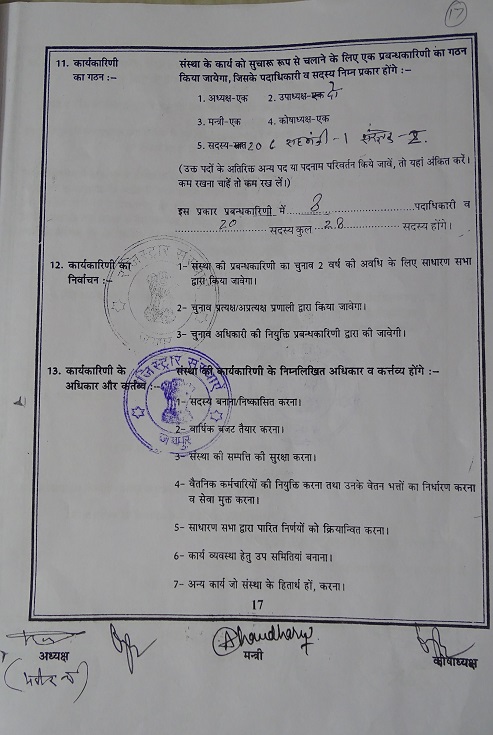 17
11. कार्यकारिणी का गठन :–
संस्था के कार्य को सुचारू रूप से चलाने के लिए एक प्रबन्धकारिणी का गठन
किया जायेगा, जिसके पदाधिकारी व सदस्य निम्न प्रकार होंगे :–
1. अध्यक्ष-एक 2. उपाध्यक्ष-एक दो
3. मन्त्री-एक 4. कोषाध्यक्ष-एक
5. सदस्य-सात 20 6 सहमंत्री - 1 संरक्षक - 2
(उक्त पदों के अतिरिक्त अन्य पद या पदनाम परिवर्तन किये जावें, तो यहां अंकित करें।
कम रखना चाहें तो कम रख लें।)
इस प्रकार प्रबन्धकारिणी में 8 पदाधिकारी व
20 सदस्य कुल 28 सदस्य होंगे।
12. कार्यकारिणी का निर्वाचन :–
1– संस्था की प्रबन्धकारिणी का चुनाव 2 वर्ष की अवधि के लिए साधारण सभा
द्वारा किया जावेगा।
2– चुनाव प्रत्यक्ष/अप्रत्यक्ष प्रणाली द्वारा किया जावेगा।
3– चुनाव अधिकारी की नियुक्ति प्रबन्धकारिणी द्वारा की जावेगी।
13. कार्यकारिणी के अधिकार और कर्त्तव्य :–
संस्था की कार्यकारिणी के निम्नलिखित अधिकार व कर्त्तव्य होंगे :–
1– सदस्य बनाना/निष्कासित करना।
2– वार्षिक बजट तैयार करना।
3– संस्था की सम्पत्ति की सुरक्षा करना।
4– वैतनिक कर्मचारियों की नियुक्ति करना तथा उनके वेतन भत्तों का निर्धारण करना
व सेवा मुक्त करना।
5– साधारण सभा द्वारा पारित निर्णयों को क्रियान्वित करना।
6– कार्य व्यवस्था हेतु उप समितियां बनाना।
7– अन्य कार्य जो संस्था के हितार्थ हों, करना।
रजिस्ट्रार संस्थाएं
जयपुर
17
Chaudhary
अध्यक्ष मन्त्री कोषाध्यक्ष